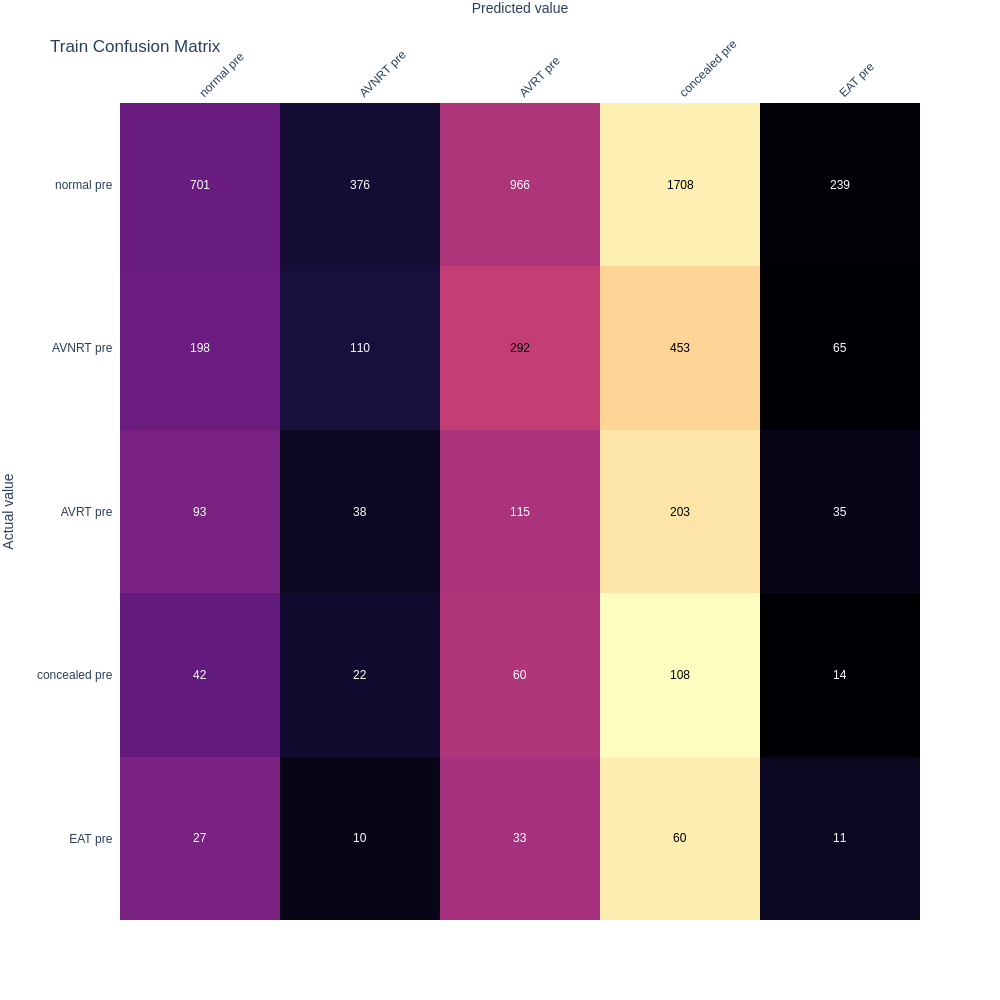 Predicted value
Train Confusion Matrix
normal pre AVNRT pre AVRT pre concealed pre EAT pre
normal pre 701 376 966 1708 239
AVNRT pre 198 110 292 453 65
AVRT pre 93 38 115 203 35
concealed pre 42 22 60 108 14
EAT pre 27 10 33 60 11
Actual value